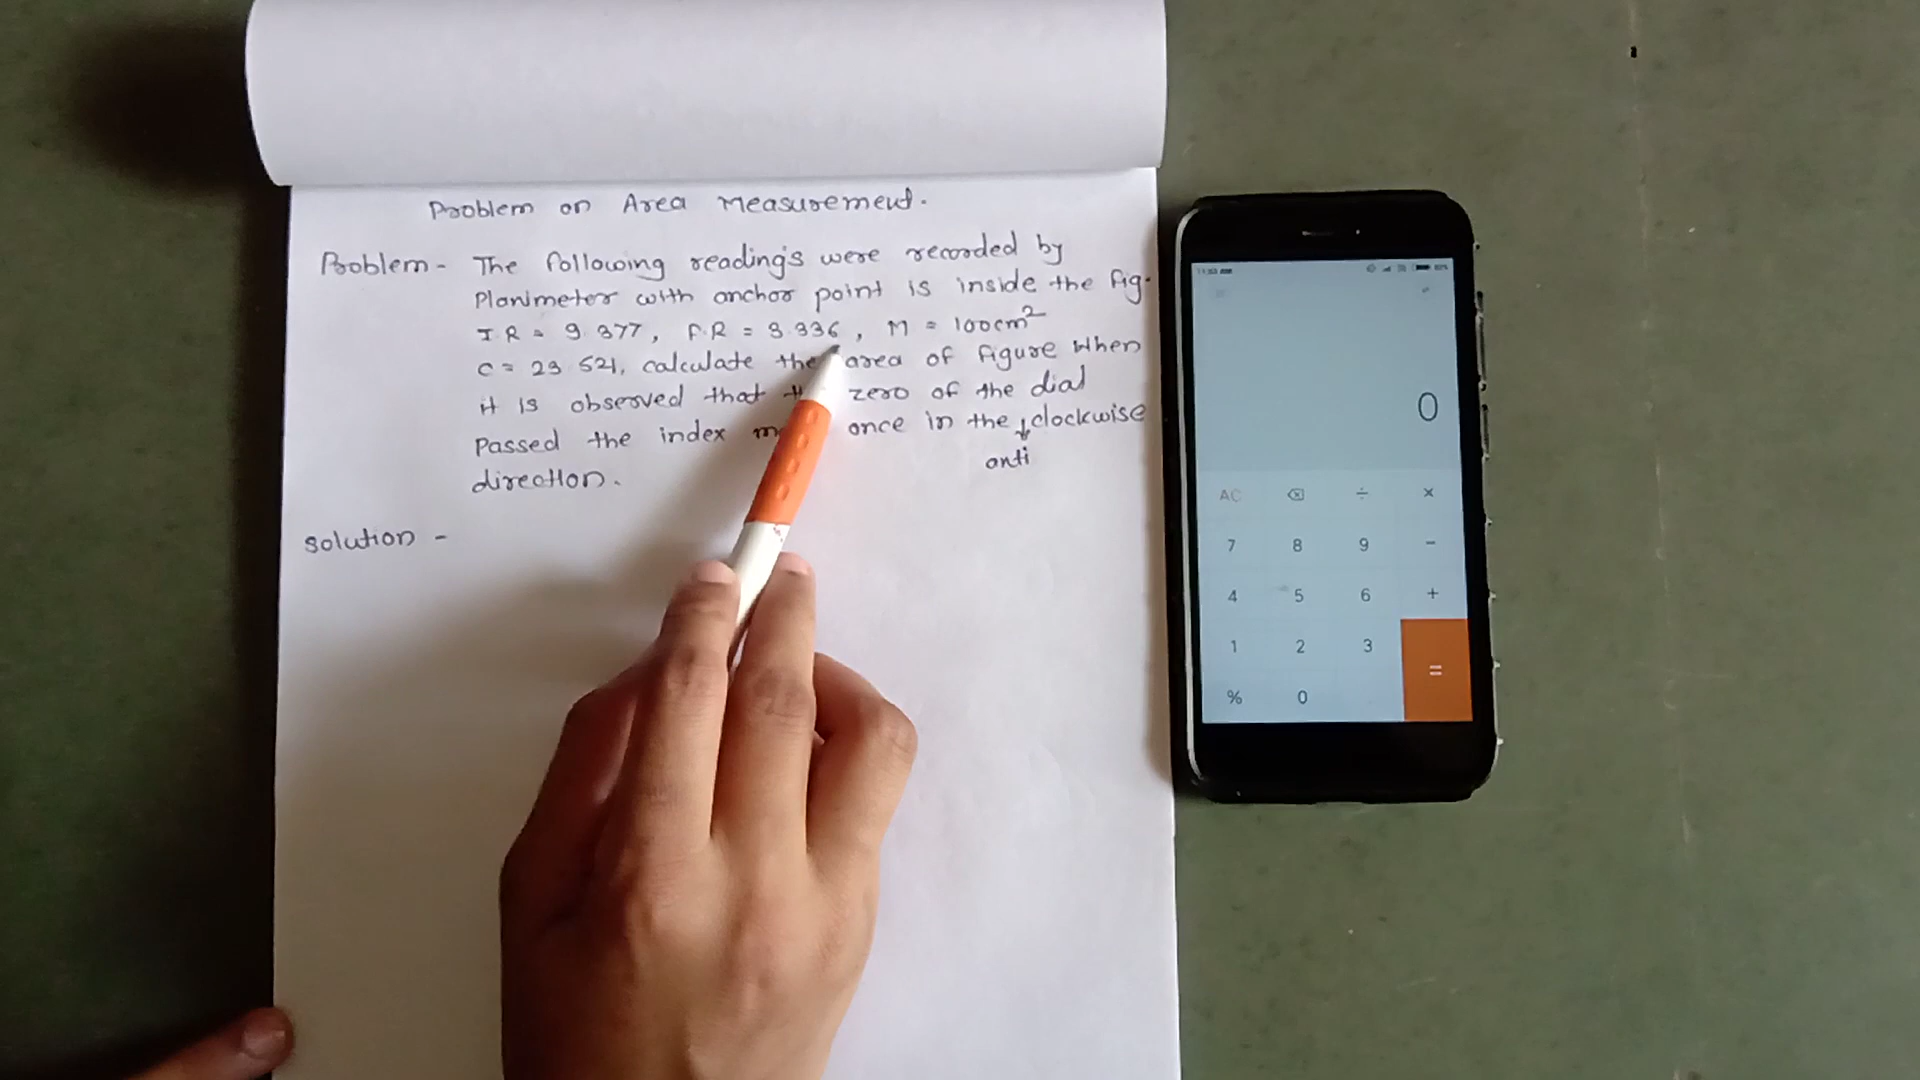 Problem on Area Measurement.
Problem - The following reading's were recorded by
Planimeter with anchor point is inside the fig.
I.R = 9.377, F.R = 3.336, M = 100cm²
C = 23.521, calculate the area of figure when
it is observed that zero of the dial
Passed the index once in the clockwise
anti
direction.
Solution -
0
AC ÷ ×
7 8 9 −
4 5 6 +
1 2 3 =
% 0